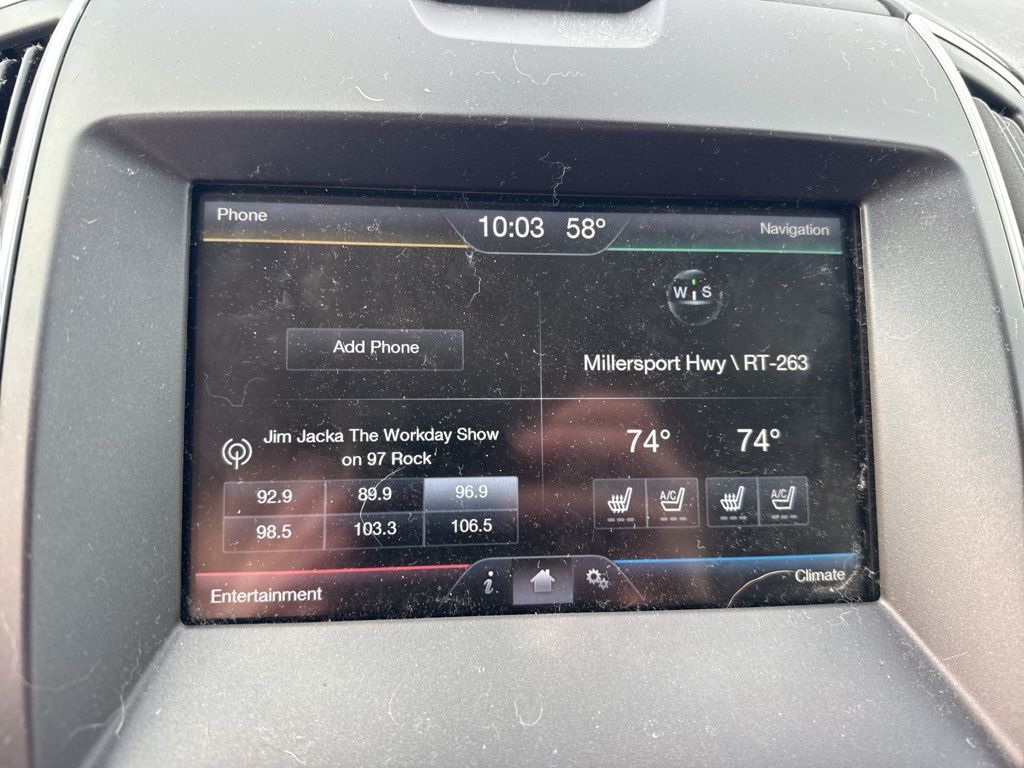 Phone
10:03 58°
Navigation
W S
Add Phone
Millersport Hwy \ RT-263
Jim Jacka The Workday Show
on 97 Rock
74° 74°
92.9 89.9 96.9
A/C A/C
98.5 103.3 106.5
i
Entertainment
Climate